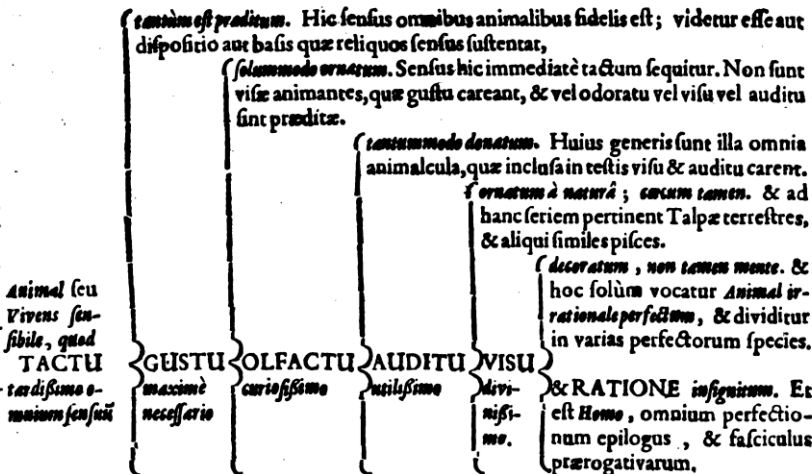 tantùm est præditum. Hic sensus omnibus animalibus fidelis est; videtur esse aut
dispositio aut basis quæ reliquos sensus sustentat,
solummodo ornatum. Sensus hic immediatè tactum sequitur. Non sunt
visæ animantes, quæ gustu careant, & vel odoratu vel visu vel auditu
sint præditæ.
tantummodo donatum. Huius generis sunt illa omnia
animalcula, quæ inclusa in testis visu & auditu carent.
ornatum à naturâ; cæcum tamen. & ad
hanc seriem pertinent Talpæ terrestres,
& aliqui similes pisces.
decoratum, non tamen mente. &
hoc solùm vocatur Animal ir-
rationale perfectum, & dividitur
in varias perfectorum species.
Animal seu
Vivens sen-
sibile, quod
TACTU
tardißimo o-
mnium sensuũ
GUSTU
maximè
necessario
OLFACTU
curiosißimo
AUDITU
utilißimo
VISU
divi-
nißi-
mo.
& RATIONE insignitum. Et
est Homo, omnium perfectio-
num epilogus, & fasciculus
prærogativarum.